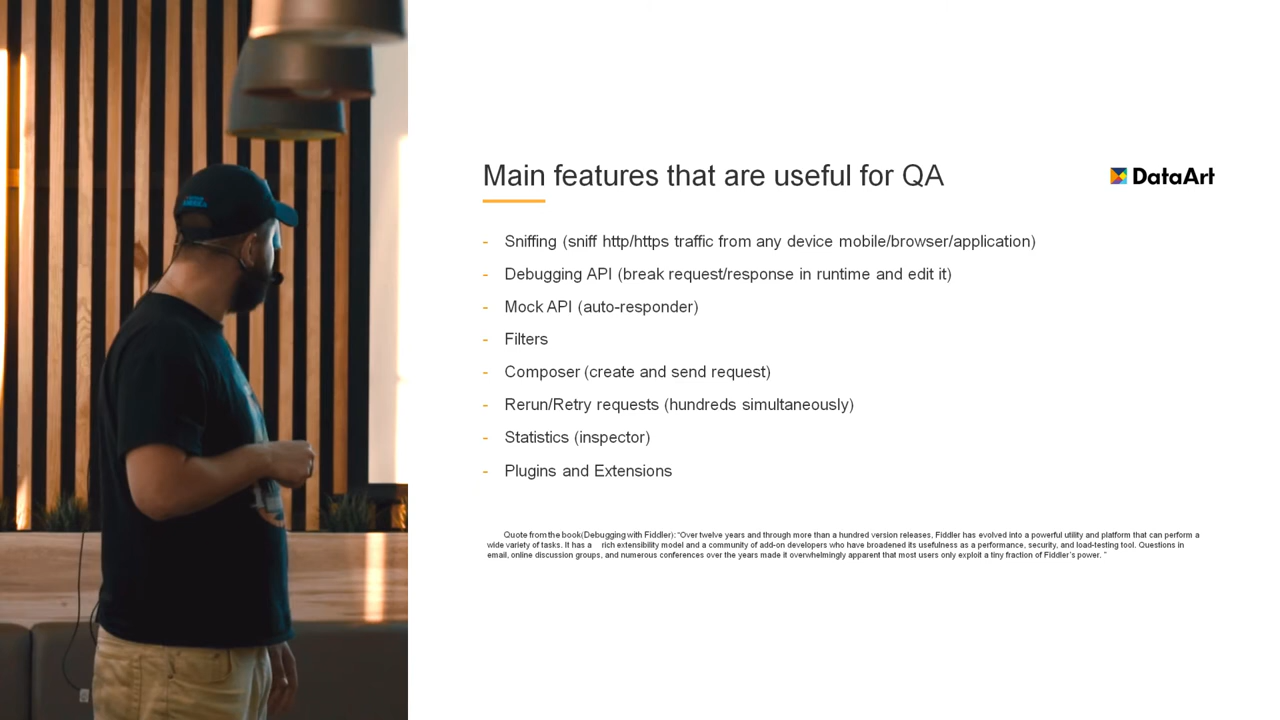 Main features that are useful for QA
DataArt
- Sniffing (sniff http/https traffic from any device mobile/browser/application)
- Debugging API (break request/response in runtime and edit it)
- Mock API (auto-responder)
- Filters
- Composer (create and send request)
- Rerun/Retry requests (hundreds simultaneously)
- Statistics (inspector)
- Plugins and Extensions
Quote from the book(Debugging with Fiddler): “Over twelve years and through more than a hundred version releases, Fiddler has evolved into a powerful utility and platform that can perform a
wide variety of tasks. It has a rich extensibility model and a community of add-on developers who have broadened its usefulness as a performance, security, and load-testing tool. Questions in
email, online discussion groups, and numerous conferences over the years made it overwhelmingly apparent that most users only exploit a tiny fraction of Fiddler’s power. ”